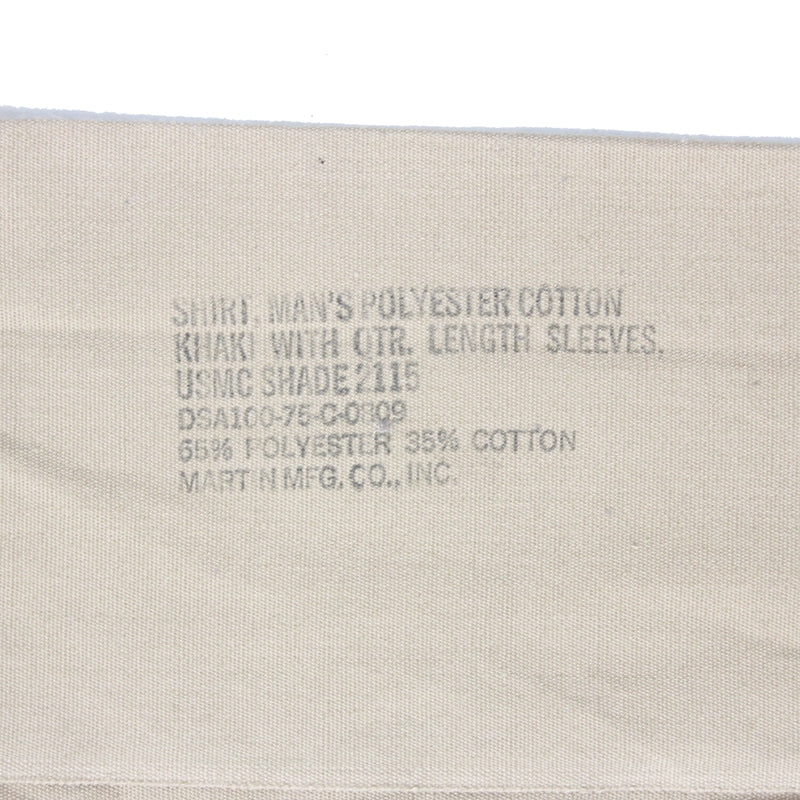 SHIRT, MAN'S POLYESTER COTTON
KHAKI WITH QTR. LENGTH SLEEVES,
USMC SHADE 2115
DSA100-75-C-0809
65% POLYESTER 35% COTTON
MARTIN MFG. CO., INC.